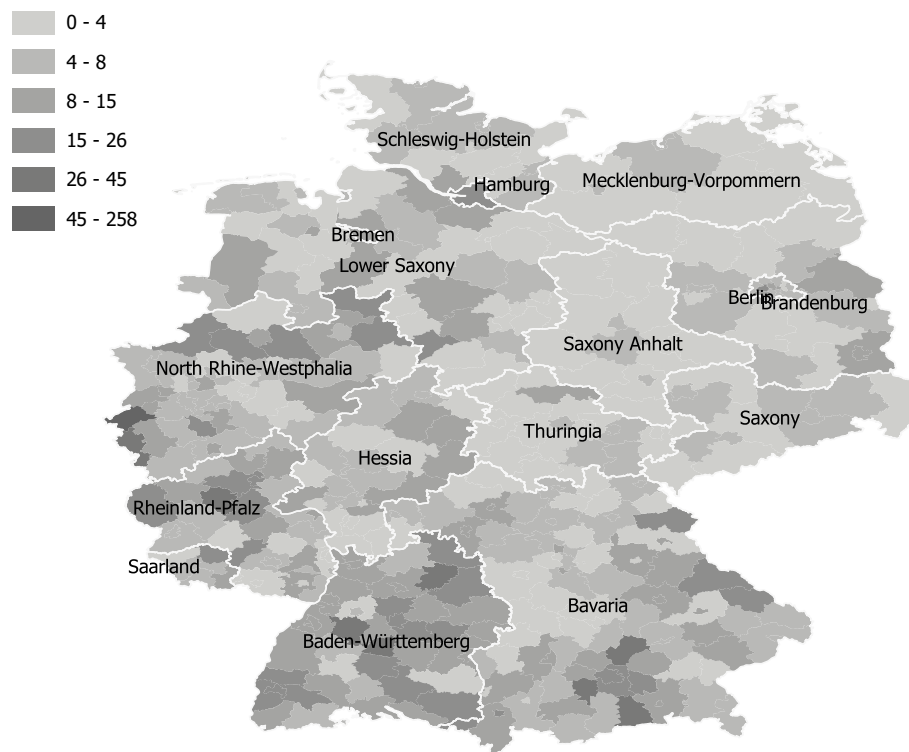 0 - 4
4 - 8
8 - 15
15 - 26
26 - 45
45 - 258
Schleswig-Holstein
Hamburg
Mecklenburg-Vorpommern
Bremen
Lower Saxony
Berlin
Brandenburg
Saxony Anhalt
North Rhine-Westphalia
Saxony
Thuringia
Hessia
Rheinland-Pfalz
Saarland
Bavaria
Baden-Württemberg